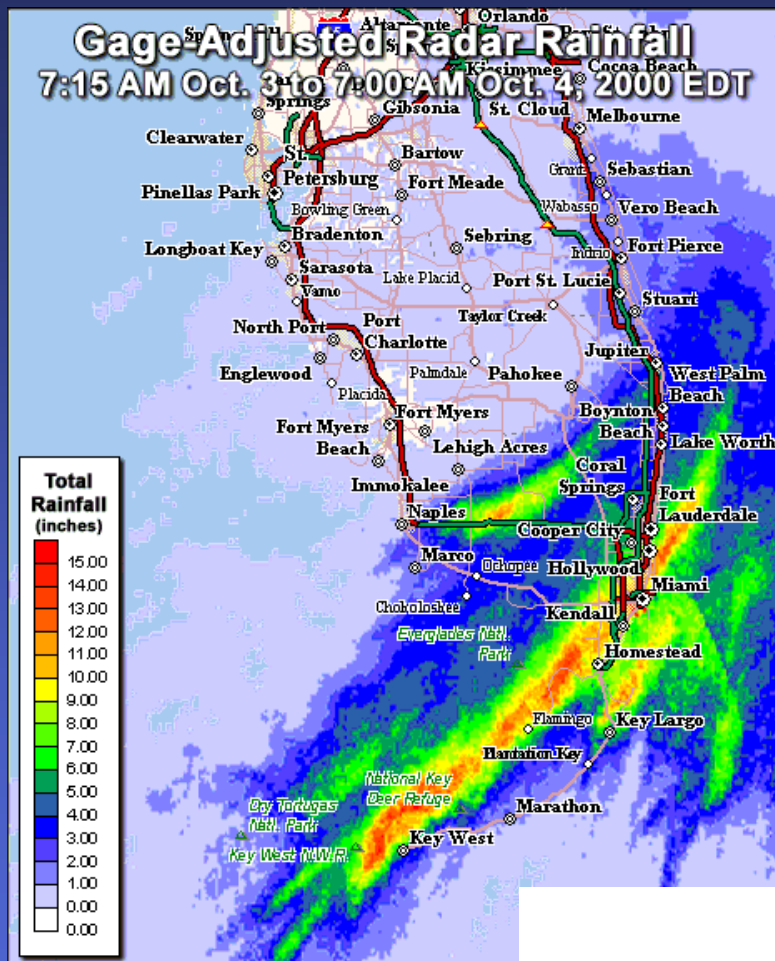 Altamonte
Orlando
Gage-Adjusted Radar Rainfall
Kissimmee
Cocoa Beach
7:15 AM Oct. 3 to 7:00 AM Oct. 4, 2000 EDT
Springs
Gibsonia
St. Cloud
Melbourne
Clearwater
St.
Petersburg
Bartow
Grant
Sebastian
Pinellas Park
Fort Meade
Bowling Green
Wabasso
Vero Beach
Bradenton
Longboat Key
Sebring
Indrio
Fort Pierce
Sarasota
Lake Placid
Port St. Lucie
Vamo
Stuart
North Port
Port
Charlotte
Taylor Creek
Jupiter
Englewood
Palmdale
Pahokee
West Palm
Beach
Placida
Fort Myers
Boynton
Beach
Fort Myers
Beach
Lehigh Acres
Lake Worth
Coral
Springs
Immokalee
Fort
Lauderdale
Naples
Cooper City
Marco
Ochopee
Hollywood
Chokoloskee
Miami
Kendall
Everglades Natl.
Park
Homestead
Flamingo
Key Largo
Plantation Key
National Key
Deer Refuge
Dry Tortugas
Natl. Park
Marathon
Key West N.W.R.
Key West
Total
Rainfall
(inches)
15.00
14.00
13.00
12.00
11.00
10.00
9.00
8.00
7.00
6.00
5.00
4.00
3.00
2.00
1.00
0.00
0.00